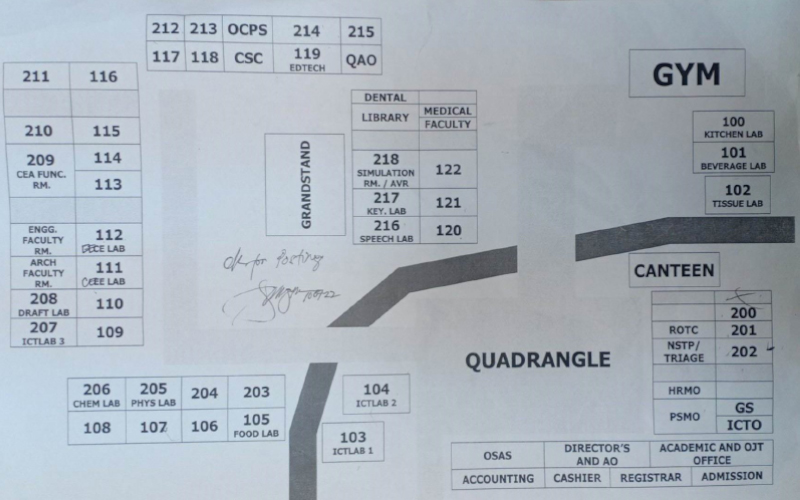 212 213 OCPS 214 215
117 118 CSC 119 EDTECH QAO
GYM
211 116
210 115
209 CEA FUNC. RM. 114
113
ENGG. FACULTY RM. 112 ECE LAB
ARCH FACULTY RM. 111 CEE LAB
208 DRAFT LAB 110
207 ICTLAB 3 109
GRANDSTAND
DENTAL
LIBRARY MEDICAL
FACULTY
218 SIMULATION RM. / AVR 122
217 KEY. LAB 121
216 SPEECH LAB 120
100
KITCHEN LAB
101
BEVERAGE LAB
102
TISSUE LAB
Ok for posting
CANTEEN
200
ROTC 201
NSTP/ TRIAGE 202
HRMO
PSMO GS
ICTO
QUADRANGLE
206 CHEM LAB 205 PHYS LAB 204 203
108 107 106 105 FOOD LAB
104
ICTLAB 2
103
ICTLAB 1
OSAS DIRECTOR'S AND AO ACADEMIC AND OJT OFFICE
ACCOUNTING CASHIER REGISTRAR ADMISSION